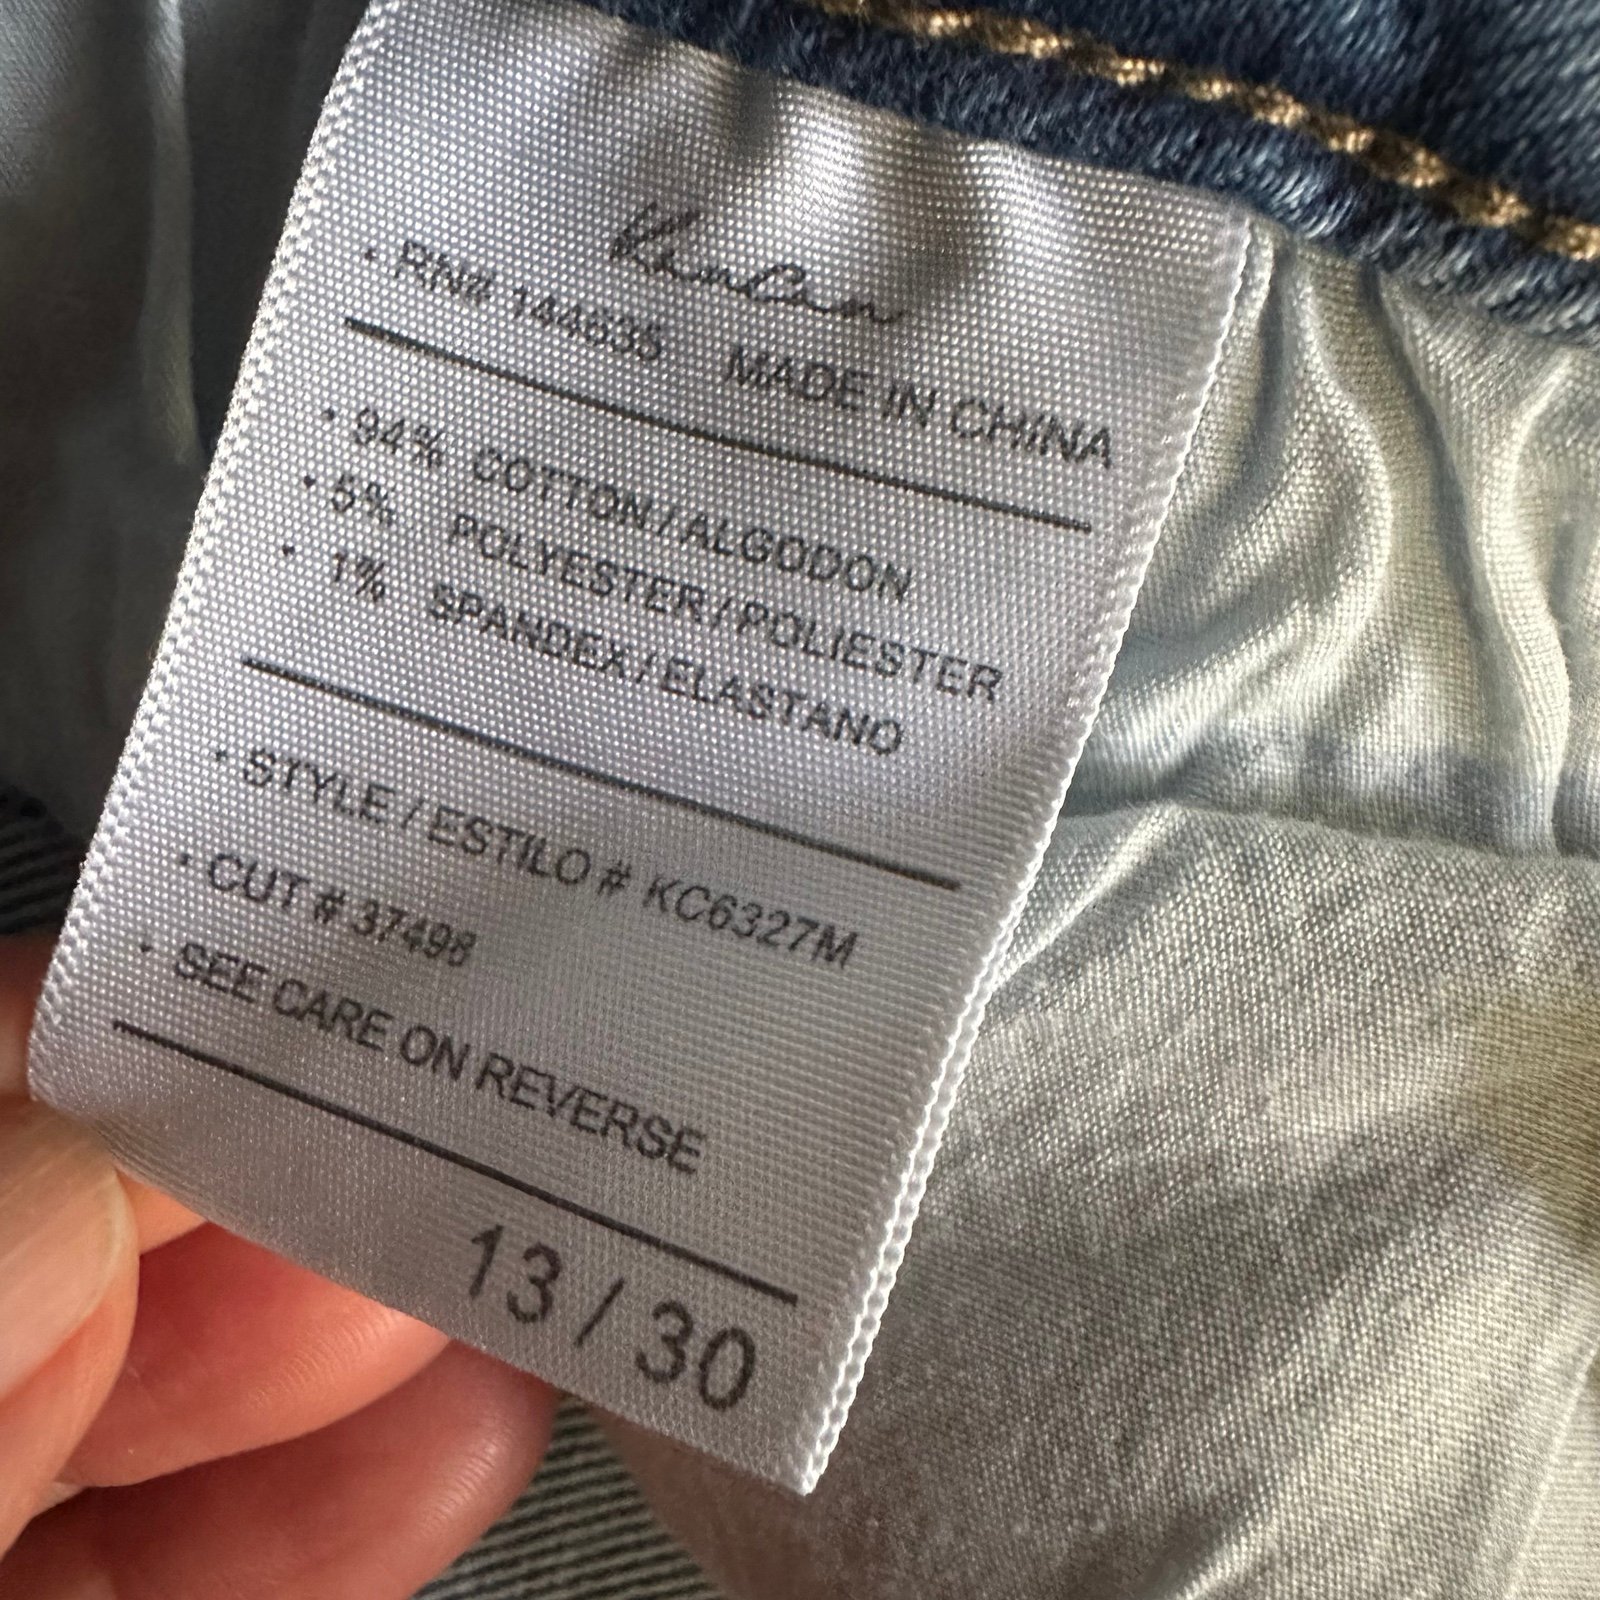 KanCan
· RN# 144635 MADE IN CHINA
· 94% COTTON / ALGODON
· 5% POLYESTER / POLIESTER
· 1% SPANDEX / ELASTANO
· STYLE / ESTILO # KC6327M
· CUT # 37498
· SEE CARE ON REVERSE
13 / 30